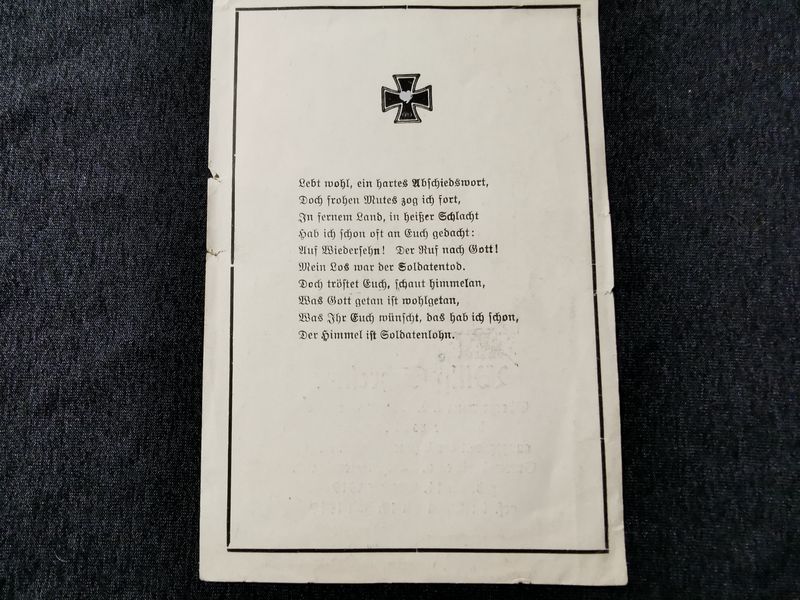 Lebt wohl, ein hartes Abschiedswort,
Doch frohen Mutes zog ich fort,
In fernem Land, in heißer Schlacht
Hab ich schon oft an Euch gedacht:
Auf Wiedersehn! Der Ruf nach Gott!
Mein Los war der Soldatentod.
Doch tröstet Euch, schaut himmelan,
Was Gott getan ist wohlgetan,
Was Ihr Euch wünscht, das hab ich schon,
Der Himmel ist Soldatenlohn.